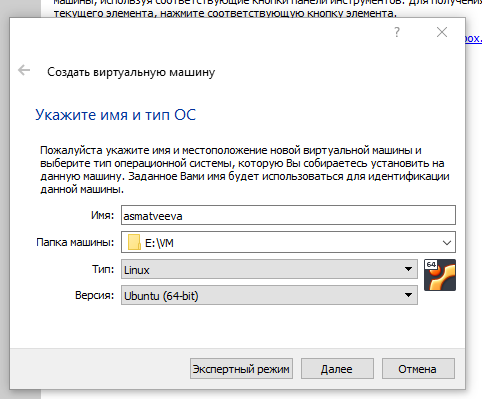 машины, используя соответствующие кнопки панели инструментов. Для получения
текущего элемента, нажмите соответствующую кнопку элемента.
box.
Создать виртуальную машину
Укажите имя и тип ОС
Пожалуйста укажите имя и местоположение новой виртуальной машины и
выберите тип операционной системы, которую Вы собираетесь установить на
данную машину. Заданное Вами имя будет использоваться для идентификации
данной машины.
Имя: asmatveeva
Папка машины: E:\VM
Тип: Linux
64
Версия: Ubuntu (64-bit)
Экспертный режим Далее Отмена